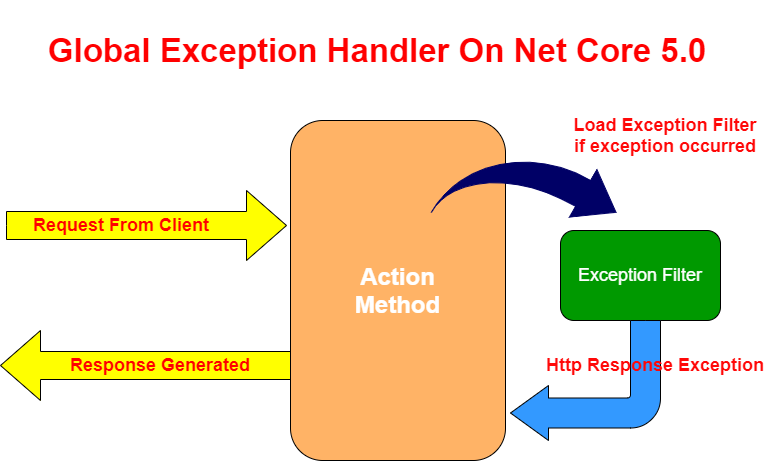 Global Exception Handler On Net Core 5.0
Load Exception Filter
if exception occurred
Request From Client
Action
Method
Exception Filter
Response Generated
Http Response Exception